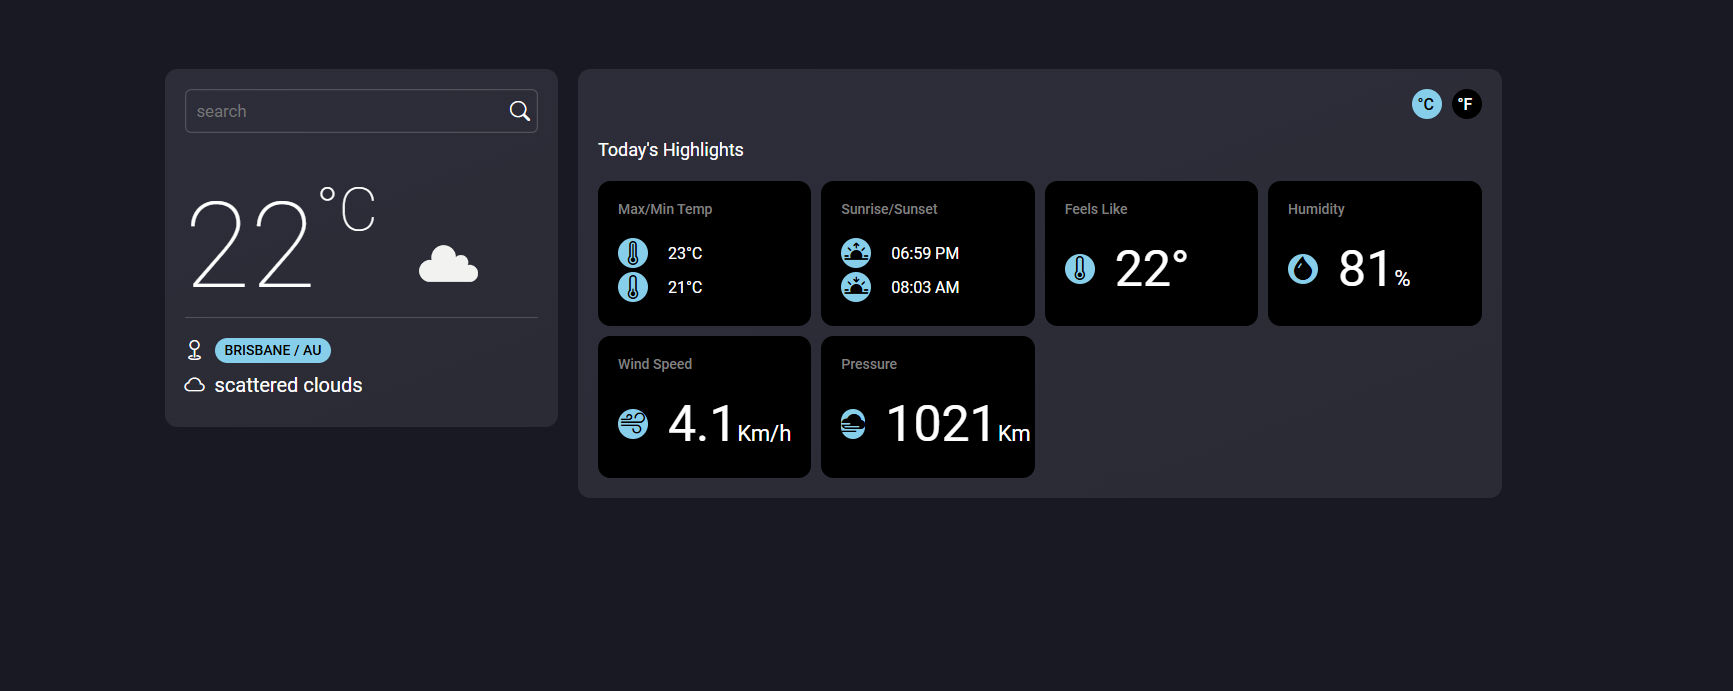 search
22°C
BRISBANE / AU
scattered clouds
°C °F
Today's Highlights
Max/Min Temp
23°C
21°C
Sunrise/Sunset
06:59 PM
08:03 AM
Feels Like
22°
Humidity
81%
Wind Speed
4.1Km/h
Pressure
1021Km